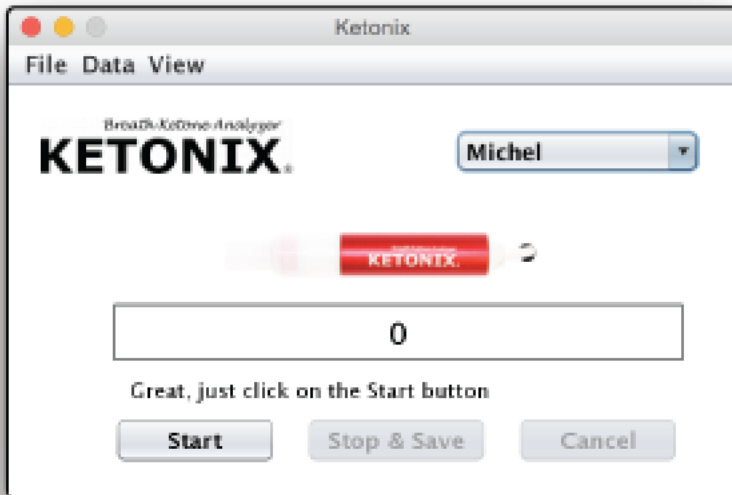 Ketonix
File Data View
Breath Ketone Analyzer
KETONIX®
Michel
KETONIX.
0
Great, just click on the Start button
Start Stop & Save Cancel